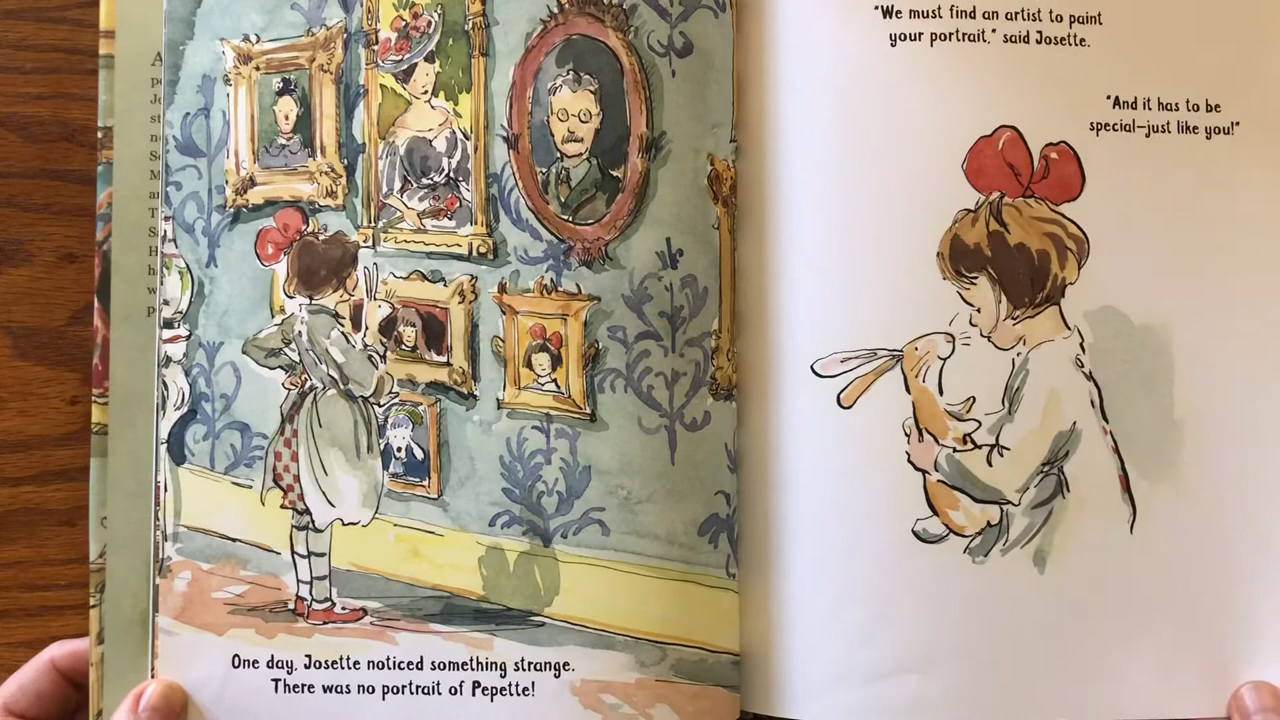 One day, Josette noticed something strange.
There was no portrait of Pepette!
"We must find an artist to paint
your portrait," said Josette.
"And it has to be
special—just like you!"